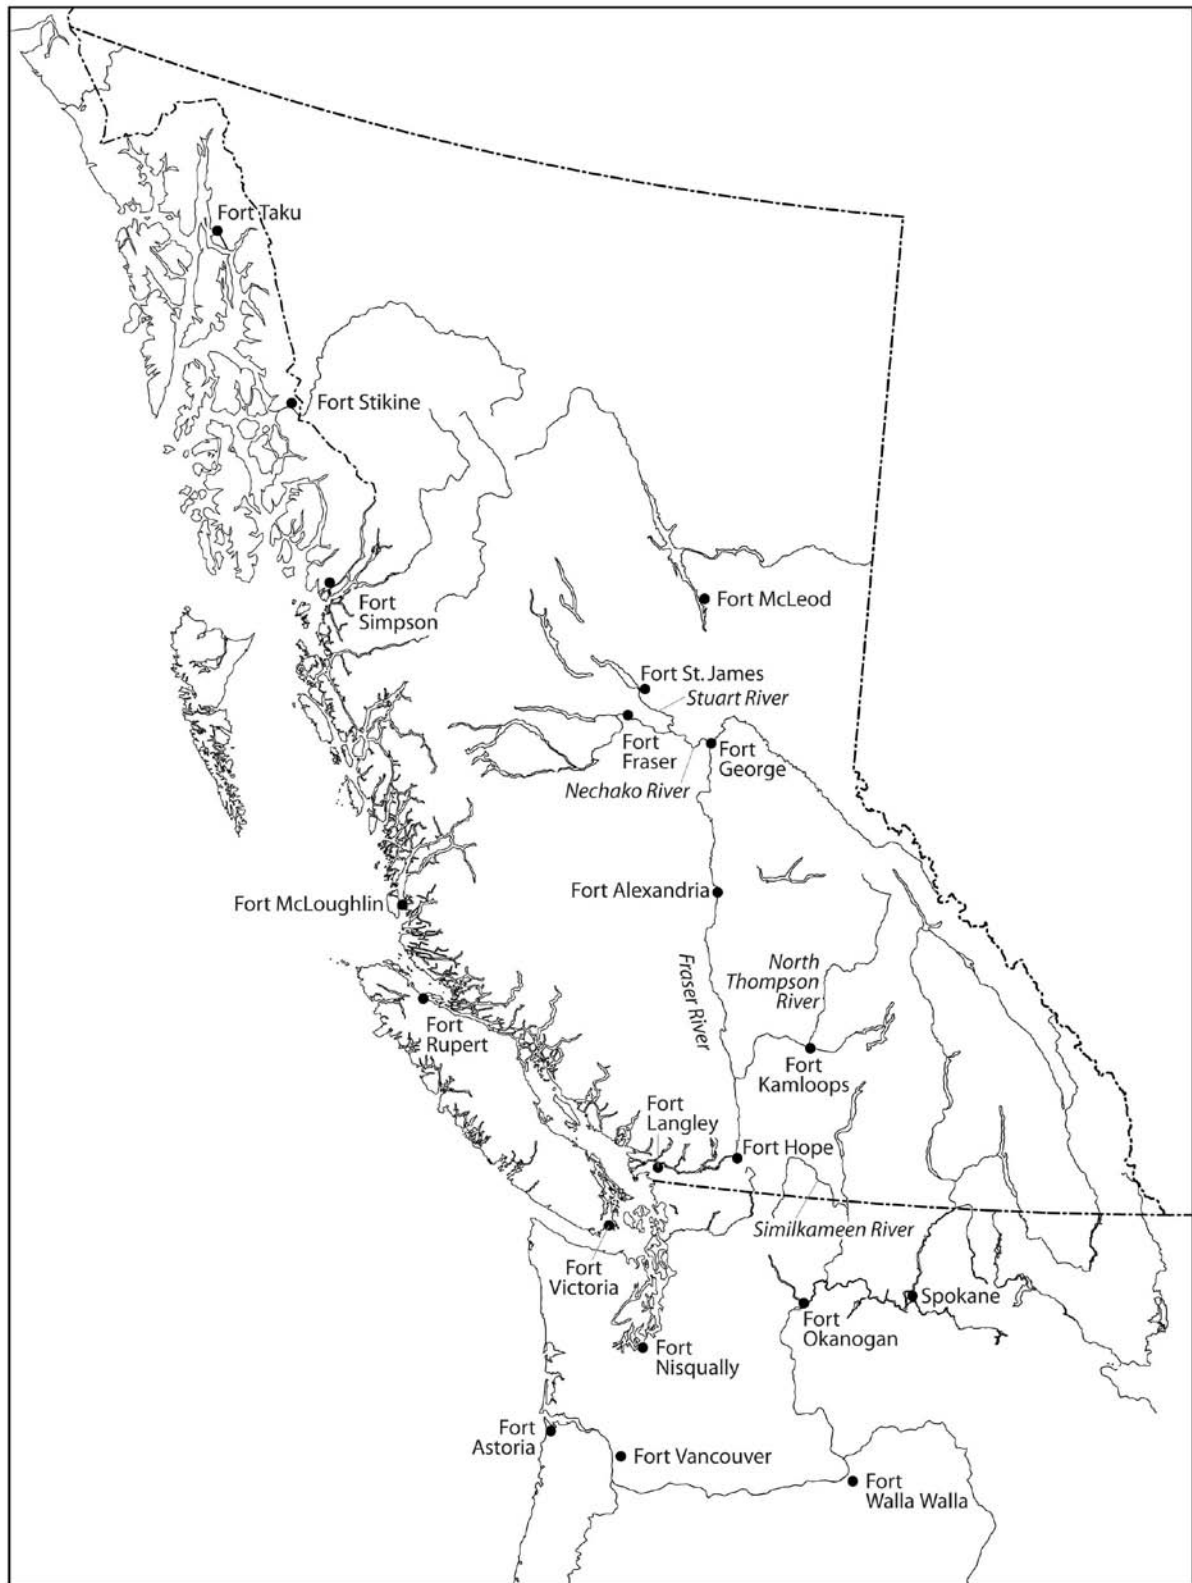 Fort Taku
Fort Stikine
Fort
Simpson
Fort McLeod
Fort St. James
Stuart River
Fort
Fraser
Fort
George
Nechako River
Fort Alexandria
Fort McLoughlin
North
Thompson
River
Fraser River
Fort
Rupert
Fort
Kamloops
Fort
Langley
Fort Hope
Similkameen River
Fort
Victoria
Spokane
Fort
Okanogan
Fort
Nisqually
Fort
Astoria
Fort Vancouver
Fort
Walla Walla